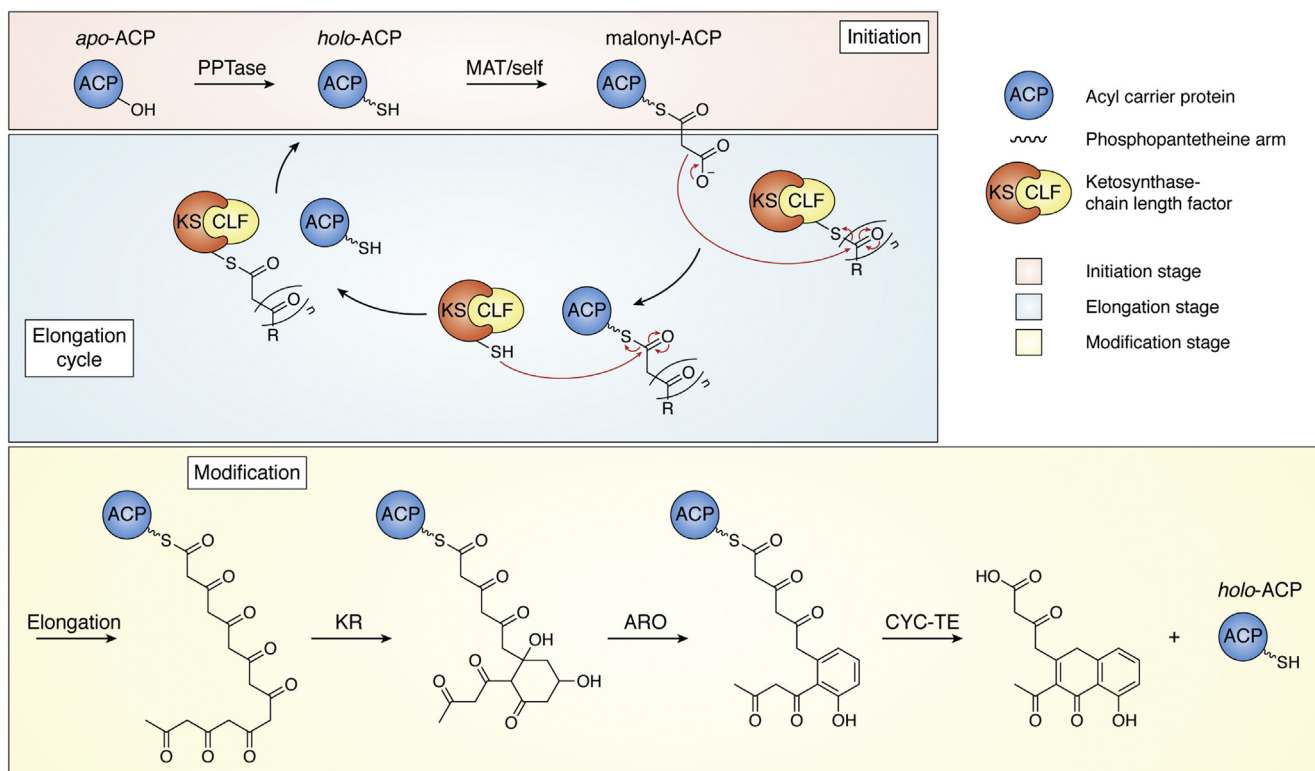 apo-ACP
holo-ACP
malonyl-ACP
Initiation
ACP
OH
PPTase
ACP
SH
MAT/self
ACP
S
O
O
O⁻
ACP
Acyl carrier protein
Phosphopantetheine arm
KS CLF
Ketosynthase-
chain length factor
Initiation stage
Elongation stage
Modification stage
KS CLF
S
O
O
n
R
ACP
SH
KS CLF
S
O
n
R
KS CLF
SH
ACP
S
O
O
n
R
Elongation
cycle
Modification
ACP
S
O
O
O
O
O
O
O
O
O
Elongation
KR
ACP
S
O
O
O
OH
OH
O
O
O
ARO
ACP
S
O
O
O
O
O
OH
CYC-TE
HO
O
O
O
O
OH
+
holo-ACP
ACP
SH